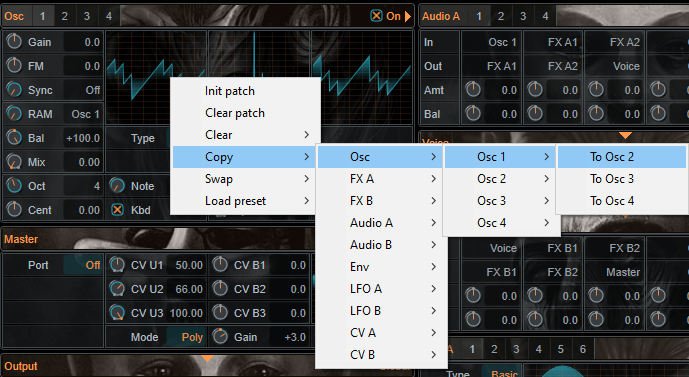 Osc 1 2 3 4 On
Gain 0.0
FM 0.0
Sync Off
RAM Osc 1
Bal +100.0
Mix 0.00
Oct 4
Cent 0.00
Type
Note
Kbd
Audio A 1 2 3 4
In Osc 1 FX A1 FX A2
Out FX A1 FX A2 Voice
Amt 0.0 0.0 0.0
Bal 0.0 0.0 0.0
Init patch
Clear patch
Clear
Copy
Swap
Load preset
Osc
FX A
FX B
Audio A
Audio B
Env
LFO A
LFO B
CV A
CV B
Osc 1
Osc 2
Osc 3
Osc 4
To Osc 2
To Osc 3
To Osc 4
Voice FX B1 FX B2
FX B1 FX B2 Master
0.0 0.0 0.0
0.0 0.0 0.0
Master
Port Off
CV U1 50.00 CV B1 0.0
CV U2 66.00 CV B2 0.0
CV U3 100.00 CV B3 0.0
Mode Poly Gain +3.0
Output
A 1 2 3 4 5 6
Type Basic